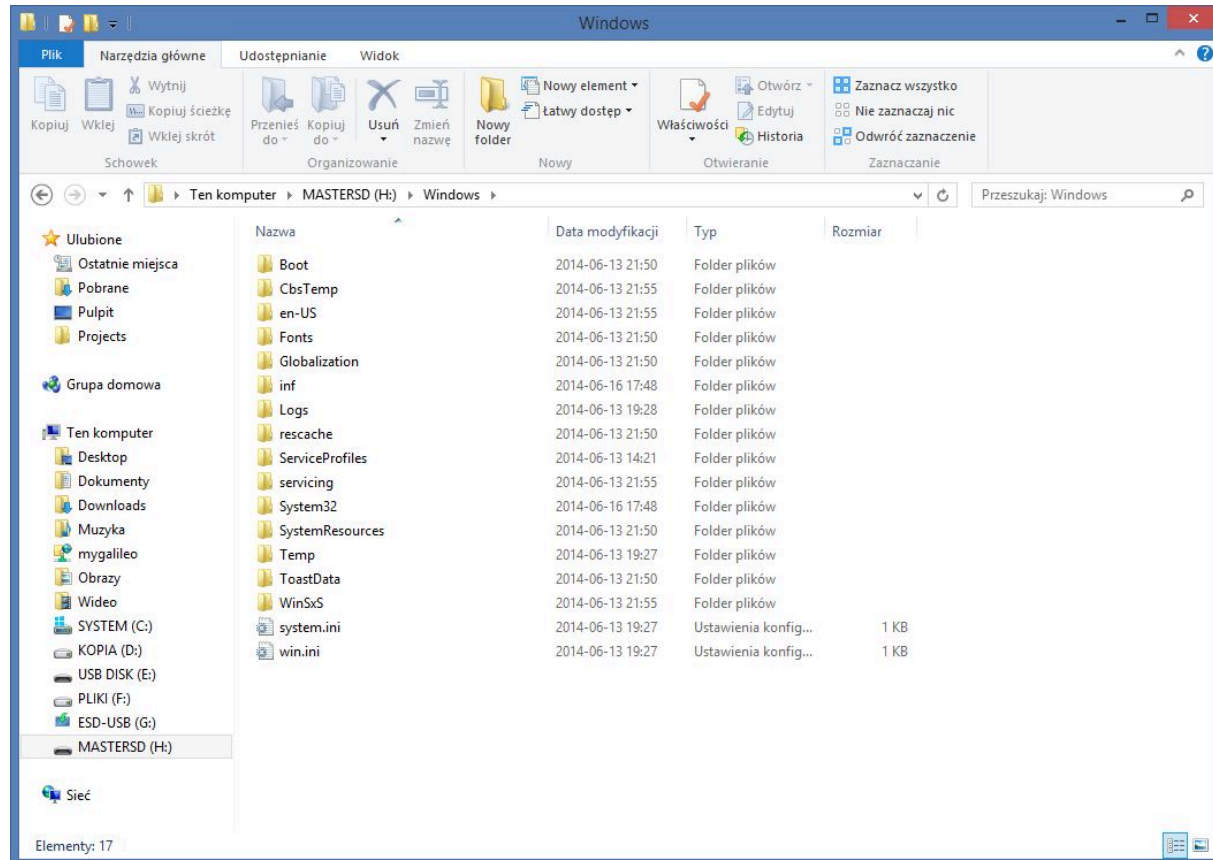 Windows
Plik Narzędzia główne Udostępnianie Widok
Kopiuj
Wklej
Wytnij
Kopiuj ścieżkę
Wklej skrót
Schowek
Przenieś do
Kopiuj do
Usuń
Zmień nazwę
Organizowanie
Nowy folder
Nowy element
Łatwy dostęp
Nowy
Właściwości
Otwórz
Edytuj
Historia
Otwieranie
Zaznacz wszystko
Nie zaznaczaj nic
Odwróć zaznaczenie
Zaznaczanie
Ten komputer MASTERSD (H:) Windows
Przeszukaj: Windows
Ulubione
Ostatnie miejsca
Pobrane
Pulpit
Projects
Grupa domowa
Ten komputer
Desktop
Dokumenty
Downloads
Muzyka
mygalileo
Obrazy
Wideo
SYSTEM (C:)
KOPIA (D:)
USB DISK (E:)
PLIKI (F:)
ESD-USB (G:)
MASTERSD (H:)
Sieć
Nazwa Data modyfikacji Typ Rozmiar
Boot 2014-06-13 21:50 Folder plików
CbsTemp 2014-06-13 21:55 Folder plików
en-US 2014-06-13 21:55 Folder plików
Fonts 2014-06-13 21:50 Folder plików
Globalization 2014-06-13 21:50 Folder plików
inf 2014-06-16 17:48 Folder plików
Logs 2014-06-13 19:28 Folder plików
rescache 2014-06-13 21:50 Folder plików
ServiceProfiles 2014-06-13 14:21 Folder plików
servicing 2014-06-13 21:55 Folder plików
System32 2014-06-16 17:48 Folder plików
SystemResources 2014-06-13 21:50 Folder plików
Temp 2014-06-13 19:27 Folder plików
ToastData 2014-06-13 21:50 Folder plików
WinSxS 2014-06-13 21:55 Folder plików
system.ini 2014-06-13 19:27 Ustawienia konfig... 1 KB
win.ini 2014-06-13 19:27 Ustawienia konfig... 1 KB
Elementy: 17